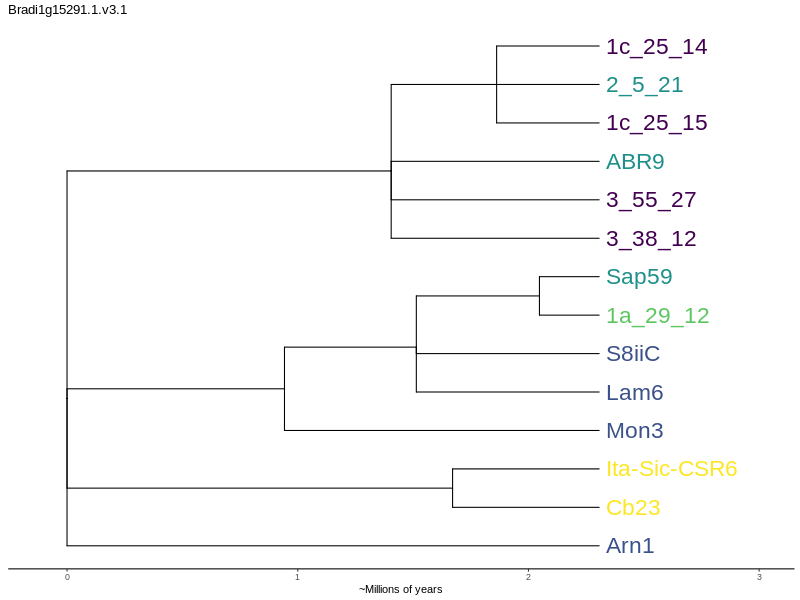 Bradi1g15291.1.v3.1
1c_25_14
2_5_21
1c_25_15
ABR9
3_55_27
3_38_12
Sap59
1a_29_12
S8iiC
Lam6
Mon3
Ita-Sic-CSR6
Cb23
Arn1
0 1 2 3
~Millions of years